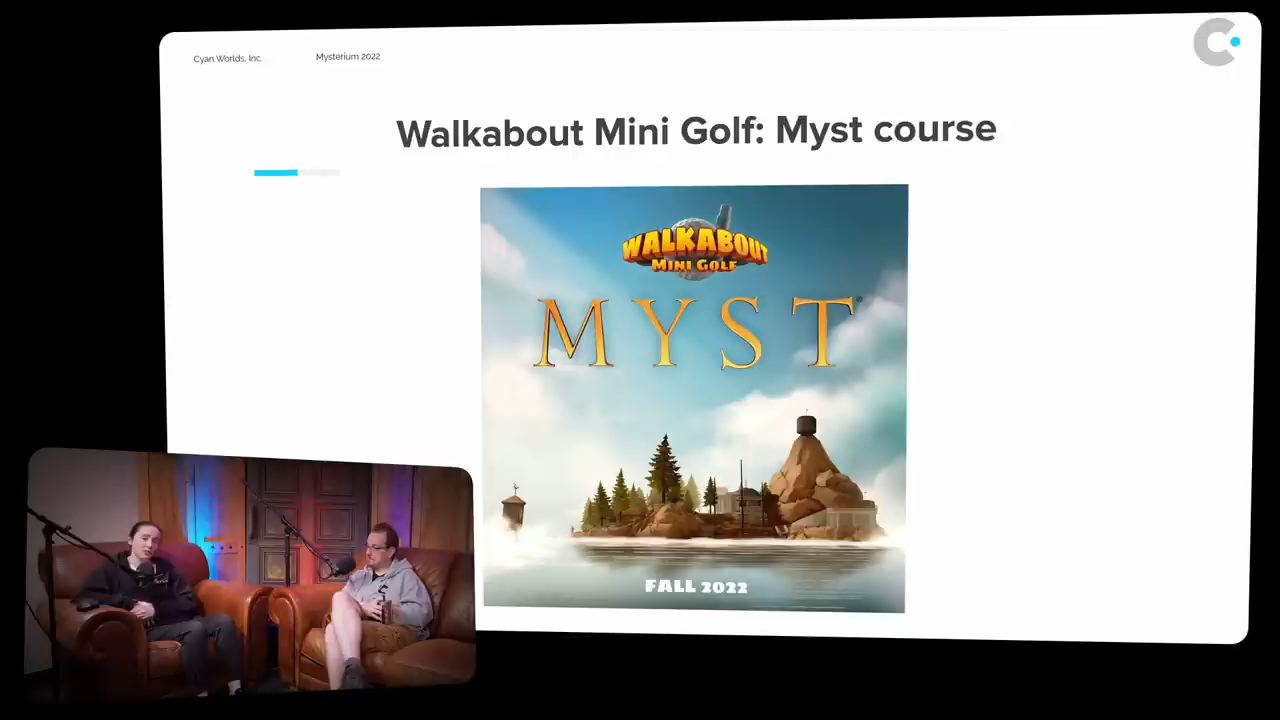 Cyan Worlds, Inc.
Mysterium 2022
Walkabout Mini Golf: Myst course
WALKABOUT
MINI GOLF
MYST
FALL 2022